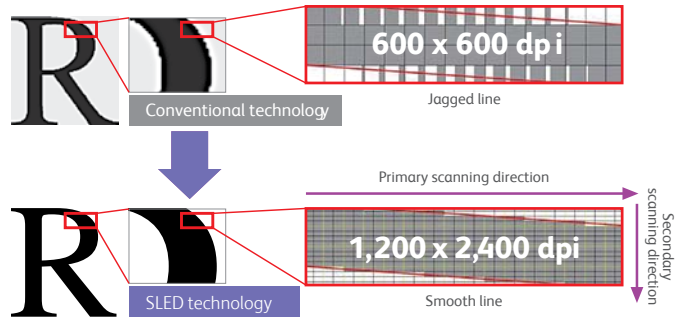 R
600 x 600 dpi
Conventional technology
Jagged line
Primary scanning direction
Secondary
scanning direction
R
1,200 x 2,400 dpi
SLED technology
Smooth line